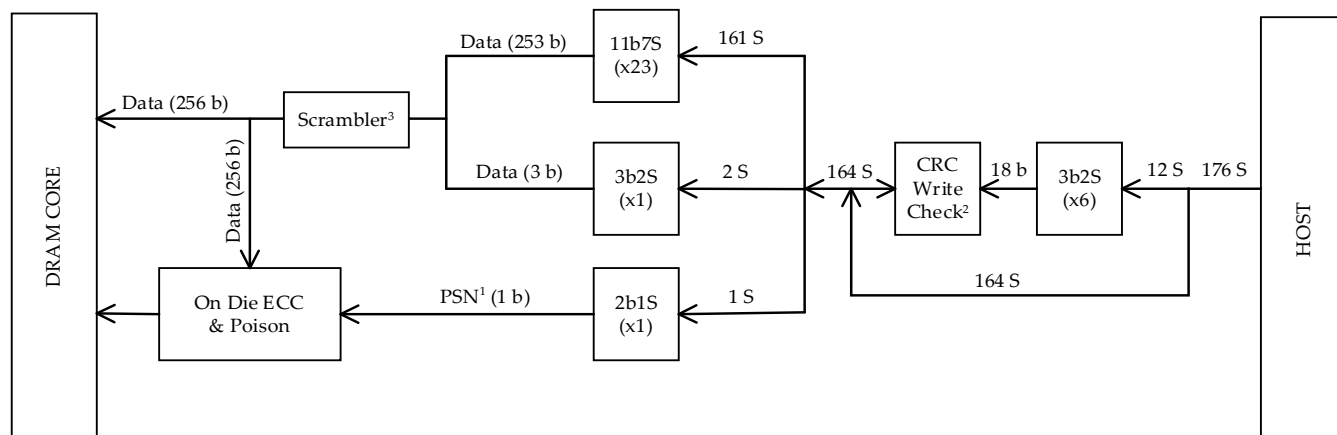 DRAM CORE
Data (256 b)
Data (256 b)
Scrambler³
Data (253 b)
11b7S
(x23)
161 S
Data (3 b)
3b2S
(x1)
2 S
On Die ECC
& Poison
PSN¹ (1 b)
2b1S
(x1)
1 S
164 S
CRC
Write
Check²
18 b
3b2S
(x6)
12 S
176 S
164 S
HOST